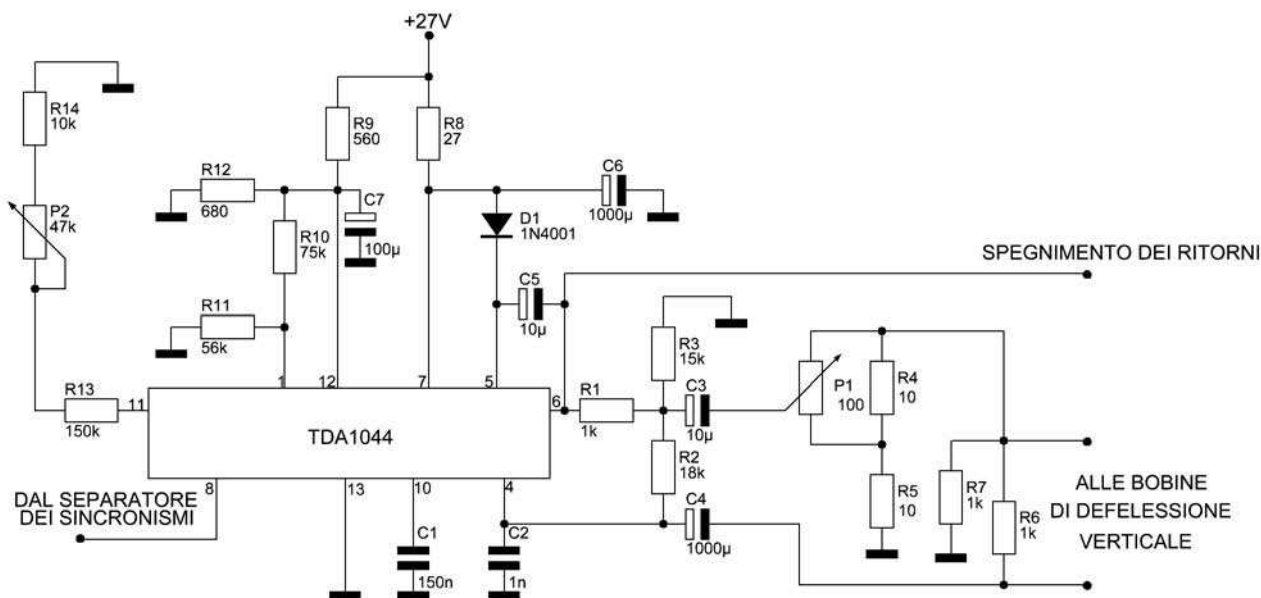 +27V
R14
10k
R9
560
R8
27
C6
1000µ
R12
680
C7
100µ
P2
47k
R10
75k
D1
1N4001
SPEGNIMENTO DEI RITORNI
C5
10µ
R11
56k
R3
15k
R4
10
P1
100
R13
150k
11
1
12
7
5
6
R1
1k
C3
10µ
TDA1044
R2
18k
R5
10
R7
1k
R6
1k
ALLE BOBINE
DI DEFELESSIONE
VERTICALE
8
13
10
4
DAL SEPARATORE
DEI SINCRONISMI
C4
1000µ
C1
150n
C2
1n